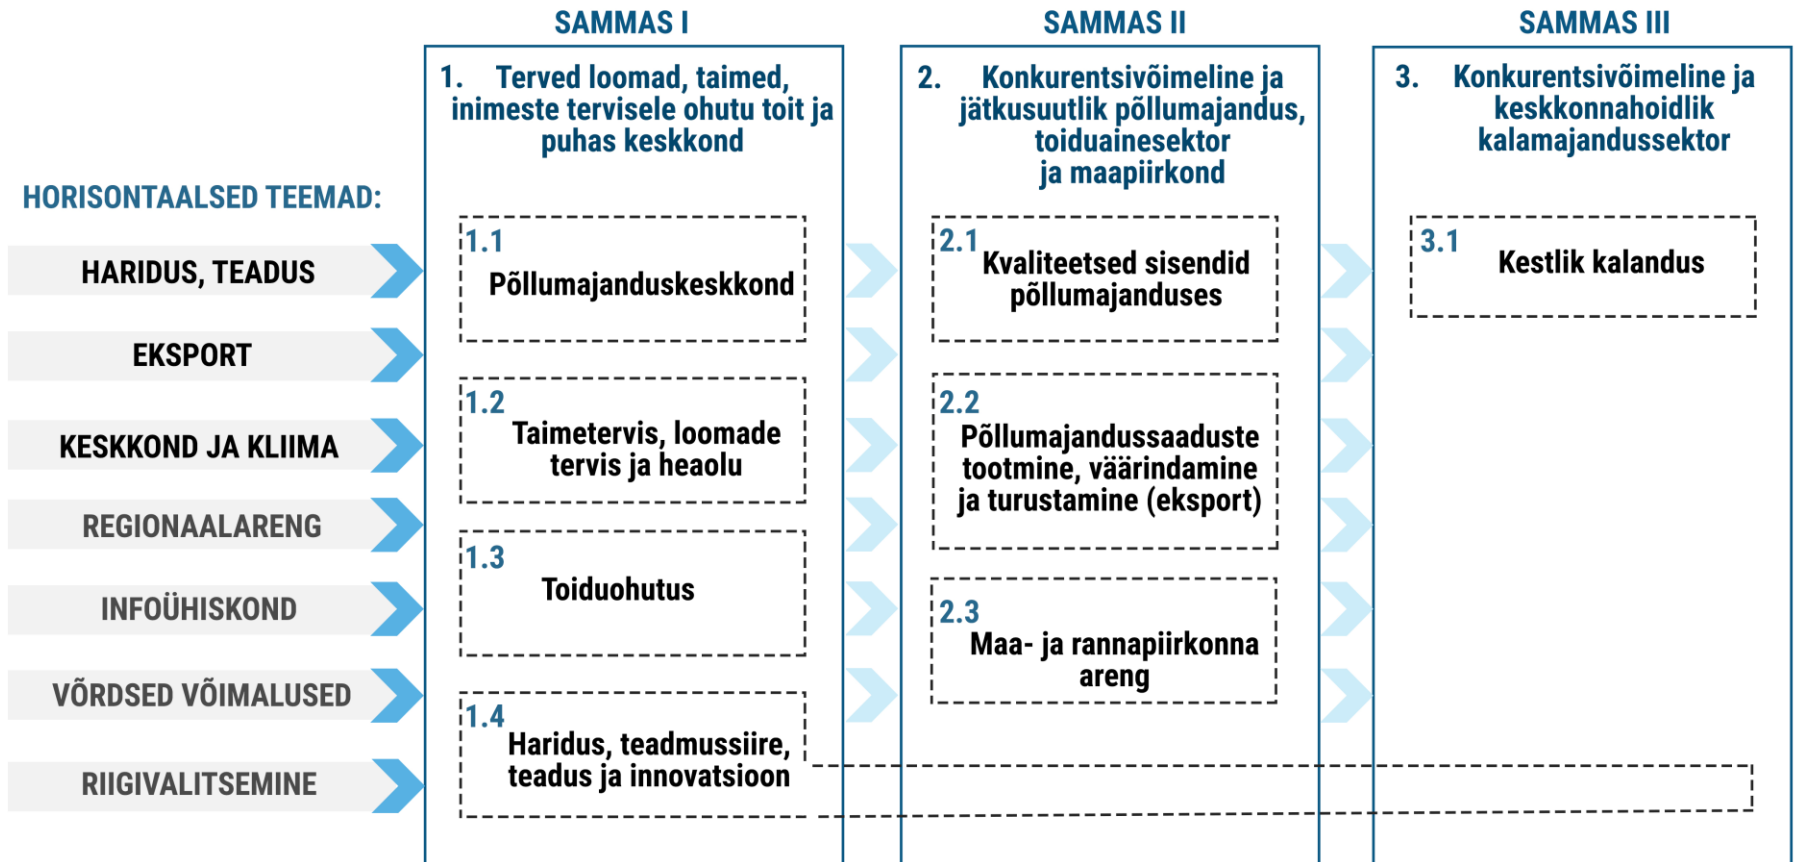 SAMMAS I
SAMMAS II
SAMMAS III
1. Terved loomad, taimed,
inimeste tervisele ohutu toit ja
puhas keskkond
2. Konkurentsivõimeline ja
jätkusuutlik põllumajandus,
toiduainesektor
ja maapiirkond
3. Konkurentsivõimeline ja
keskkonnahoidlik
kalamajandussektor
HORISONTAALSED TEEMAD:
HARIDUS, TEADUS
EKSPORT
KESKKOND JA KLIIMA
REGIONAALARENG
INFOÜHISKOND
VÕRDSED VÕIMALUSED
RIIGIVALITSEMINE
1.1
Põllumajanduskeskkond
1.2
Taimetervis, loomade
tervis ja heaolu
1.3
Toiduohutus
1.4
Haridus, teadmussiire,
teadus ja innovatsioon
2.1
Kvaliteetsed sisendid
põllumajanduses
2.2
Põllumajandussaaduste
tootmine, väärindamine
ja turustamine (eksport)
2.3
Maa- ja rannapiirkonna
areng
3.1
Kestlik kalandus